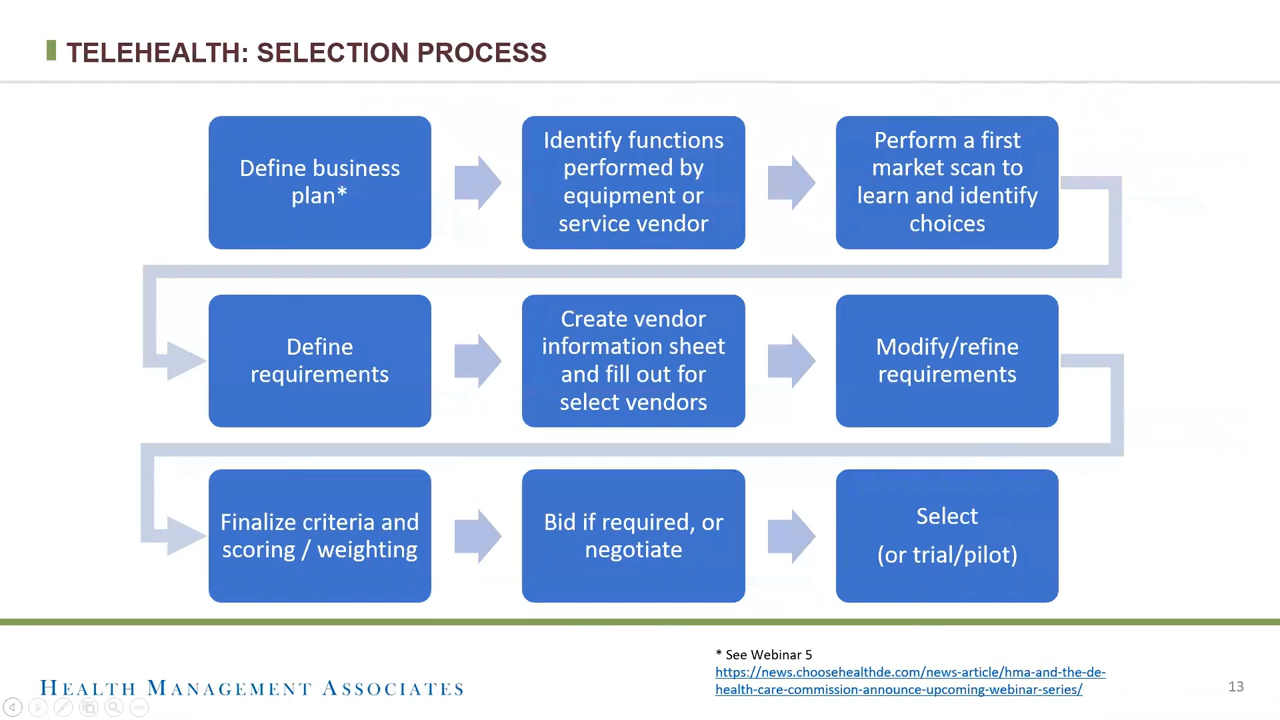 TELEHEALTH: SELECTION PROCESS
Define business
plan*
Identify functions
performed by
equipment or
service vendor
Perform a first
market scan to
learn and identify
choices
Define
requirements
Create vendor
information sheet
and fill out for
select vendors
Modify/refine
requirements
Finalize criteria and
scoring / weighting
Bid if required, or
negotiate
Select
(or trial/pilot)
* See Webinar 5
https://news.choosehealthde.com/news-article/hma-and-the-de-
health-care-commission-announce-upcoming-webinar-series/
HEALTH MANAGEMENT ASSOCIATES
13